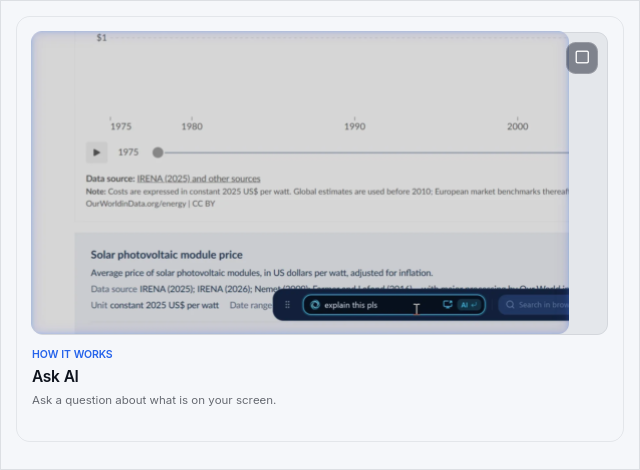 $1
1975 1980 1990 2000
1975
Data source: IRENA (2025) and other sources
Note: Costs are expressed in constant 2025 US$ per watt. Global estimates are used before 2010; European market benchmarks
OurWorldinData.org/energy | CC BY
Solar photovoltaic module price
Average price of solar photovoltaic modules, in US dollars per watt, adjusted for inflation.
Data source IRENA (2025); IRENA (2026); Nemet
Unit constant 2025 US$ per watt Date range
explain this pls AI Search in
HOW IT WORKS
Ask AI
Ask a question about what is on your screen.